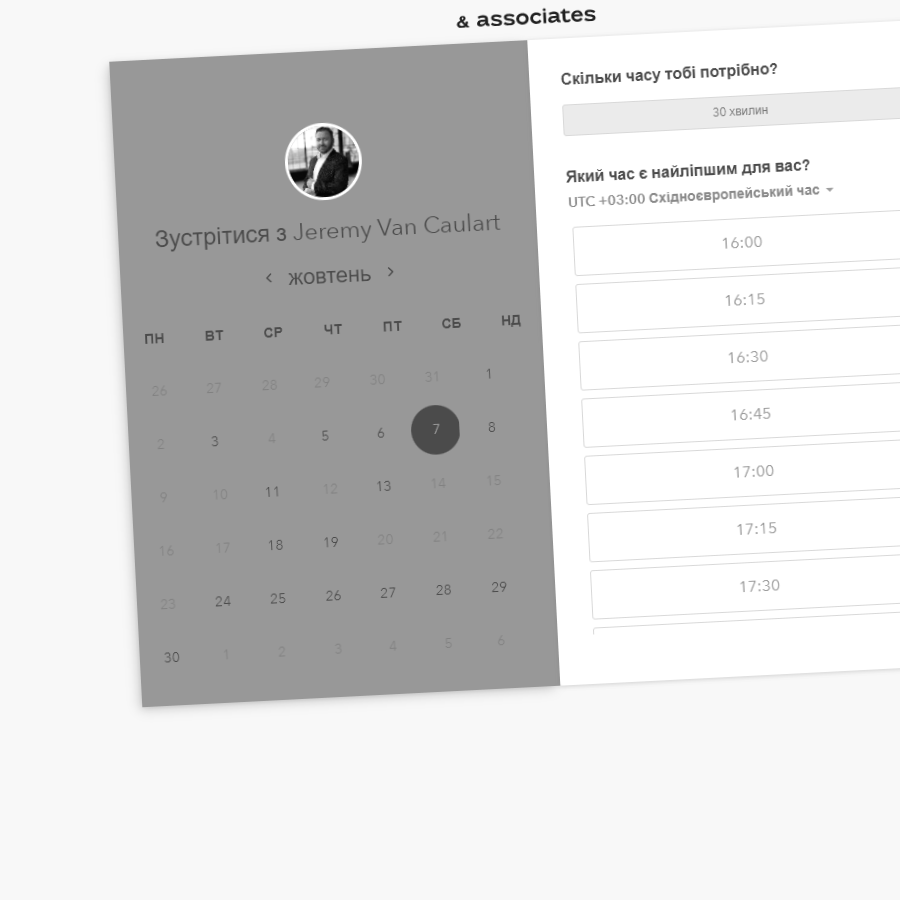 & associates
Зустрітися з Jeremy Van Caulart
жовтень
ПН ВТ СР ЧТ ПТ СБ НД
26 27 28 29 30 31 1
2 3 4 5 6 7 8
9 10 11 12 13 14 15
16 17 18 19 20 21 22
23 24 25 26 27 28 29
30 1 2 3 4 5 6
Скільки часу тобі потрібно?
30 хвилин
Який час є найліпшим для вас?
UTC +03:00 Східноєвропейський час
16:00
16:15
16:30
16:45
17:00
17:15
17:30